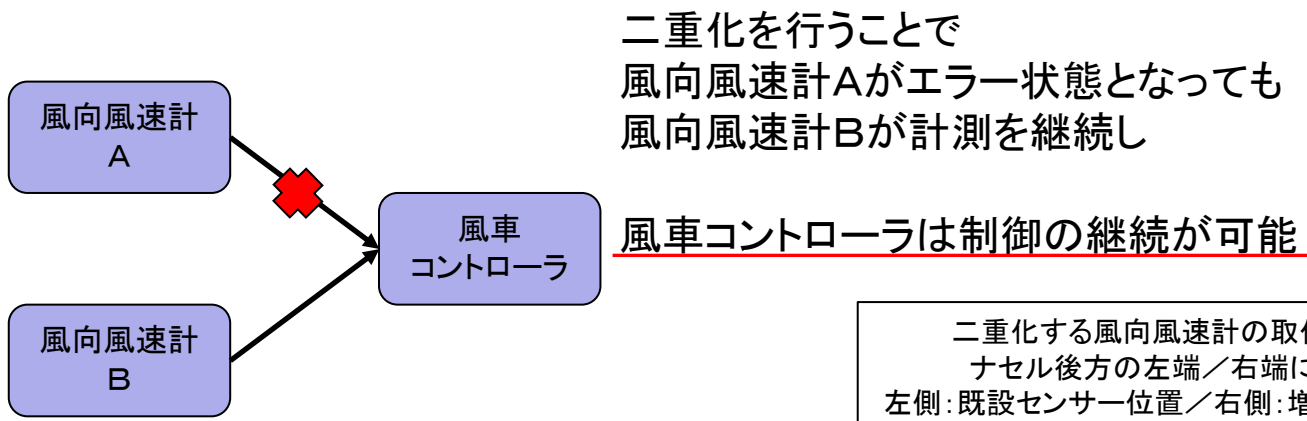 二重化を行うことで
風向風速計Aがエラー状態となっても
風向風速計Bが計測を継続し
風車コントローラは制御の継続が可能
風向風速計
A
風車
コントローラ
風向風速計
B
二重化する風向風速計の取
ナセル後方の左端／右端に
左側：既設センサー位置／右側：増